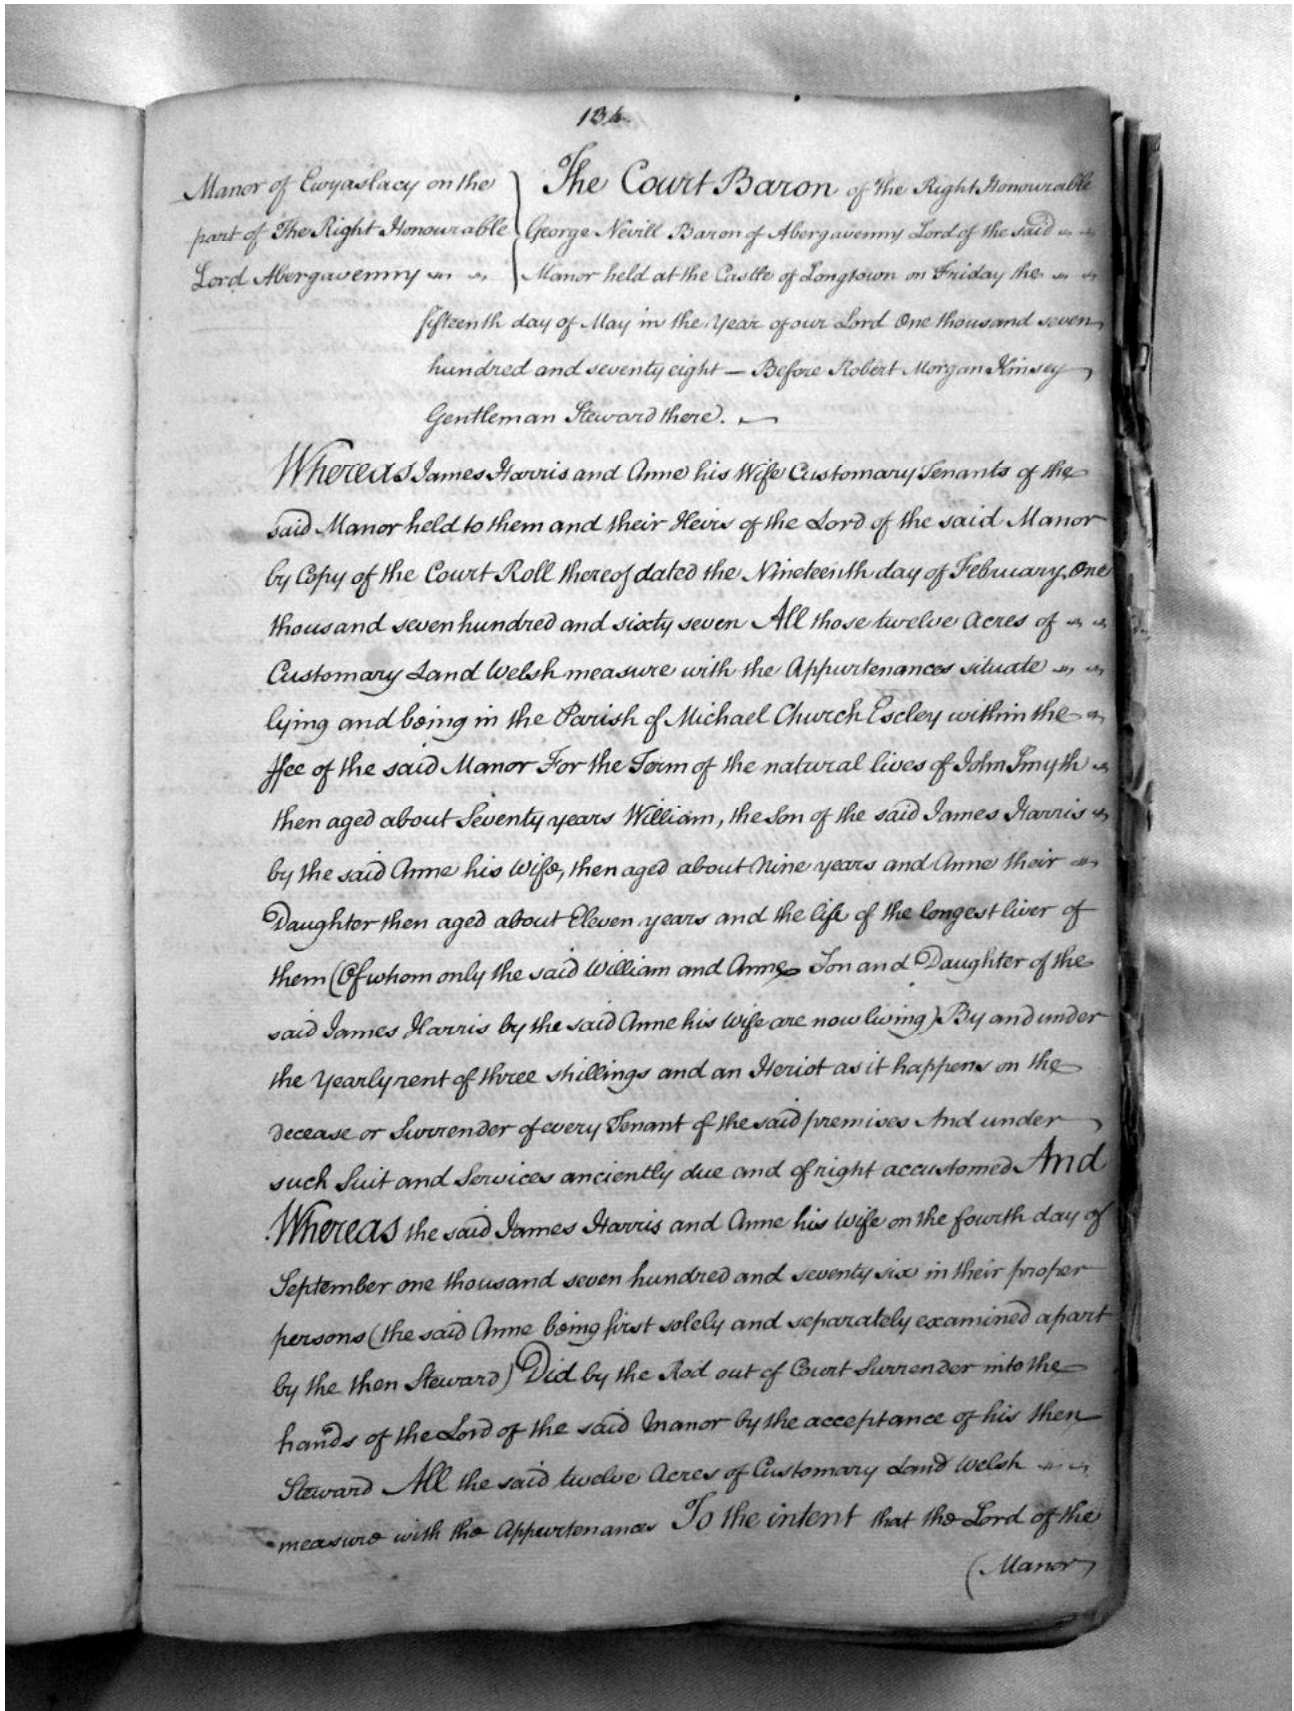 134
Manor of Ewyaslacy on the
part of The Right Honourable
Lord Abergavenny
The Court Baron of the Right Honourable
George Nevill Baron of Abergavenny Lord of the said
Manor held at the Castle of Longtown on Friday the
fifteenth day of May in the Year of our Lord One thousand seven
hundred and seventy eight — Before Robert Morgan Kinsey
Gentleman Steward there.
Whereas James Harris and Anne his Wife Customary Tenants of the
said Manor held to them and their Heirs of the Lord of the said Manor
by Copy of the Court Roll thereof dated the Nineteenth day of February One
thousand seven hundred and sixty seven All those twelve Acres of
Customary Land Welsh measure with the Appurtenances situate
lying and being in the Parish of Michael Church Escley within the
ffee of the said Manor For the Term of the natural lives of John Smyth
then aged about Seventy years William, the Son of the said James Harris
by the said Anne his Wife, then aged about Nine years and Anne their
Daughter then aged about Eleven years and the life of the longest liver of
them (Of whom only the said William and Anne Son and Daughter of the
said James Harris by the said Anne his Wife are now living) By and under
the Yearly rent of three shillings and an Heriot as it happens on the
decease or Surrender of every Tenant of the said premises And under
such Suit and Services anciently due and of right accustomed And
Whereas the said James Harris and Anne his Wife on the fourth day of
September one thousand seven hundred and seventy six in their proper
persons (the said Anne being first solely and separately examined apart
by the then Steward) Did by the Rod out of Court Surrender into the
hands of the Lord of the said Manor by the acceptance of his then
Steward All the said twelve Acres of Customary Land Welsh
measure with the Appurtenances To the intent that the Lord of the
(Manor